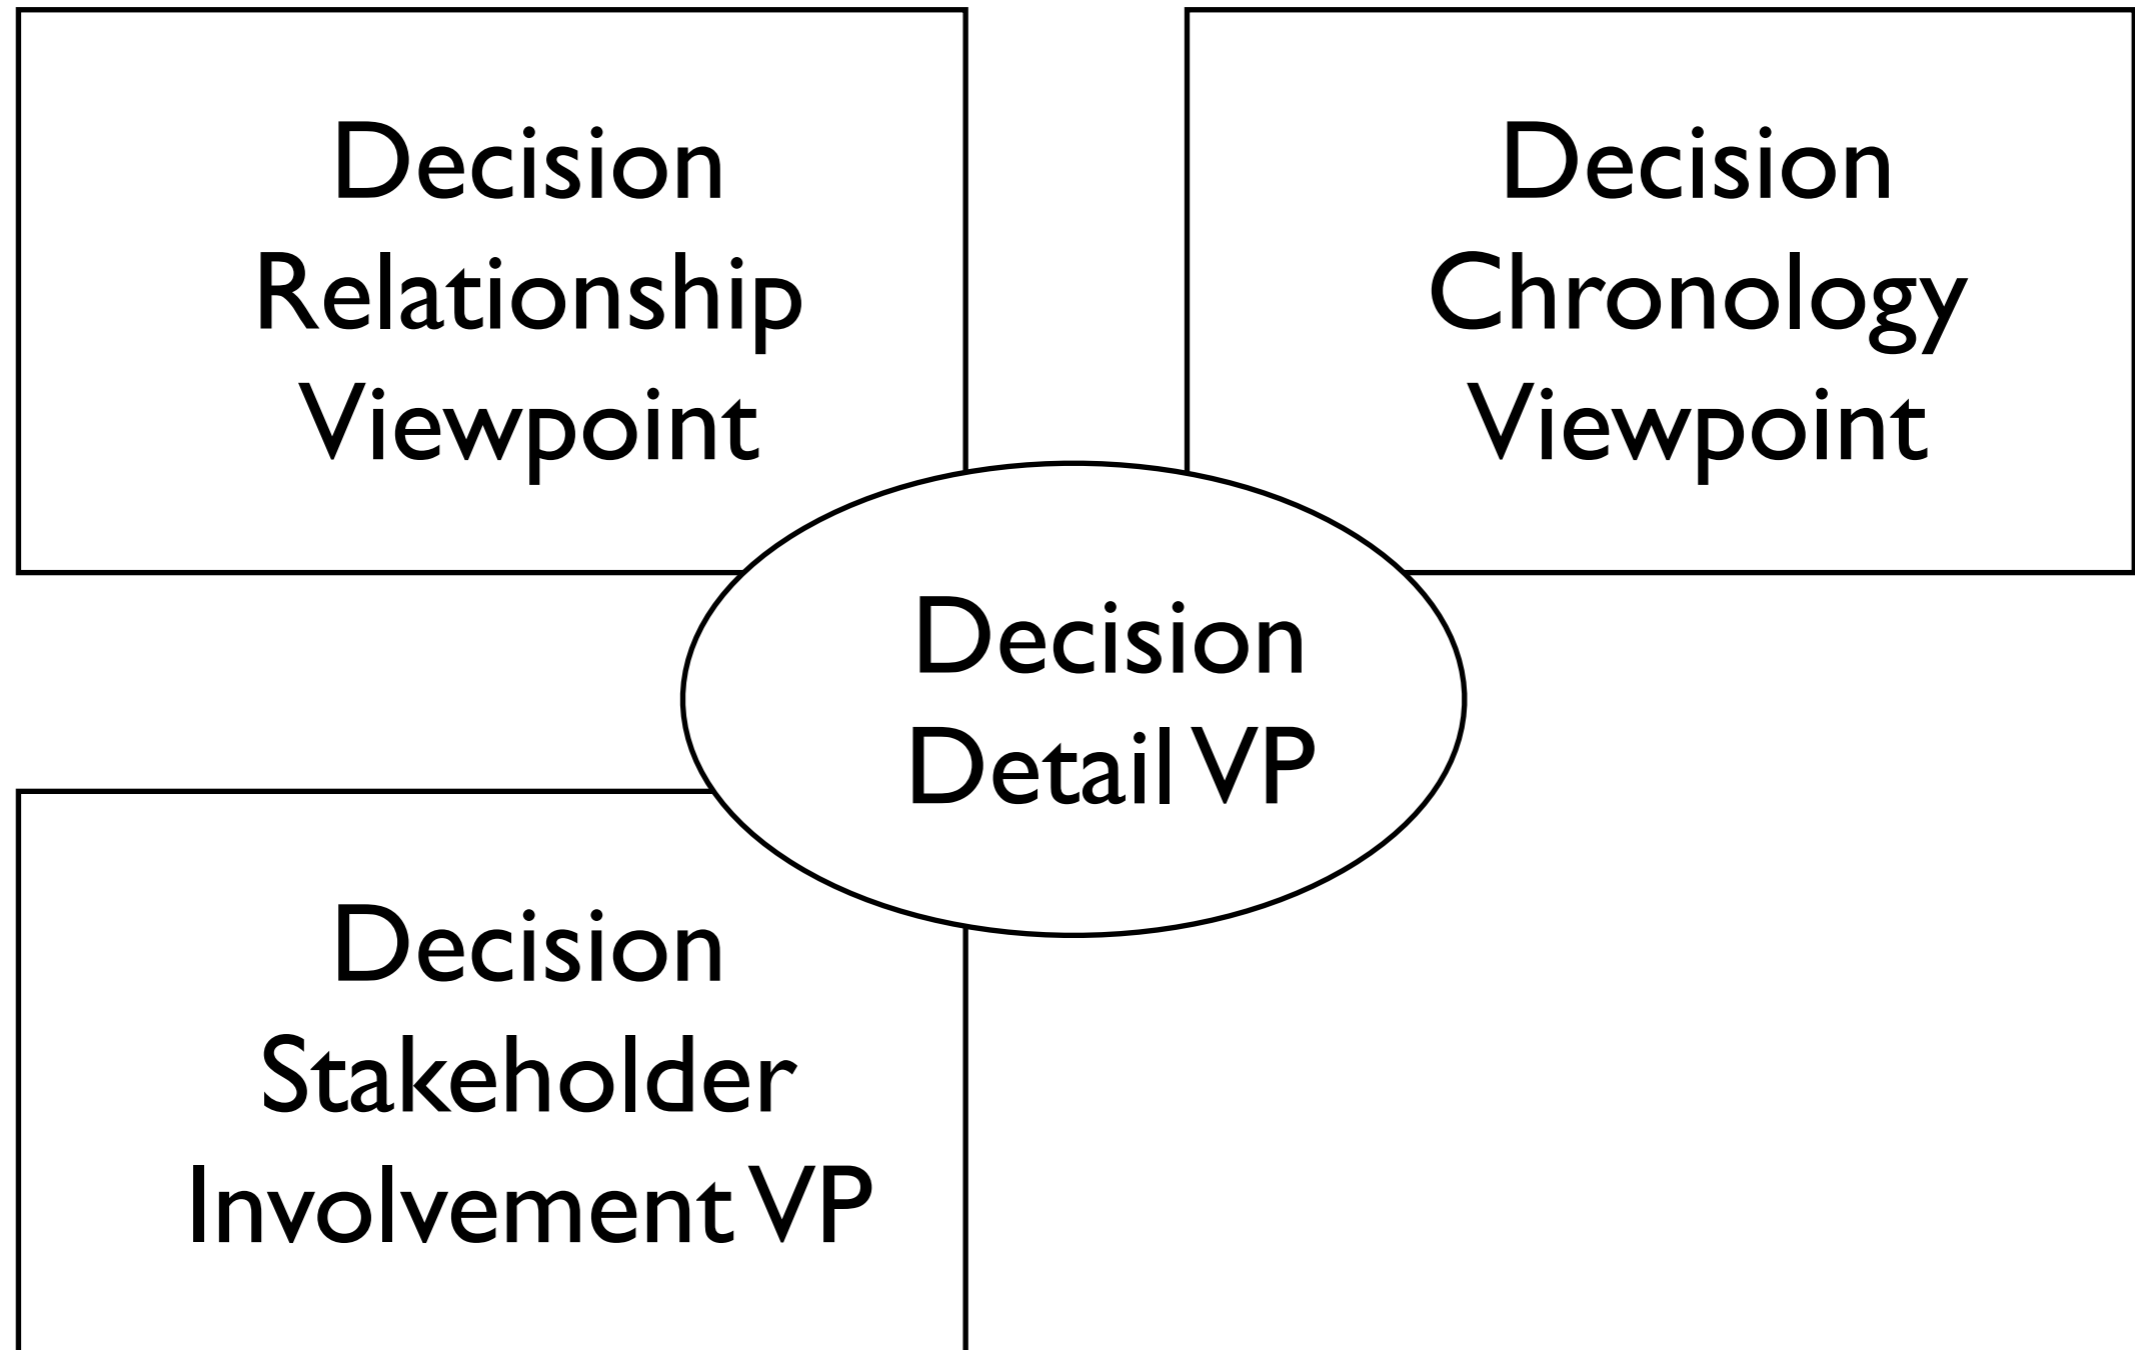 Decision
Relationship
Viewpoint
Decision
Chronology
Viewpoint
Decision
Detail VP
Decision
Stakeholder
Involvement VP